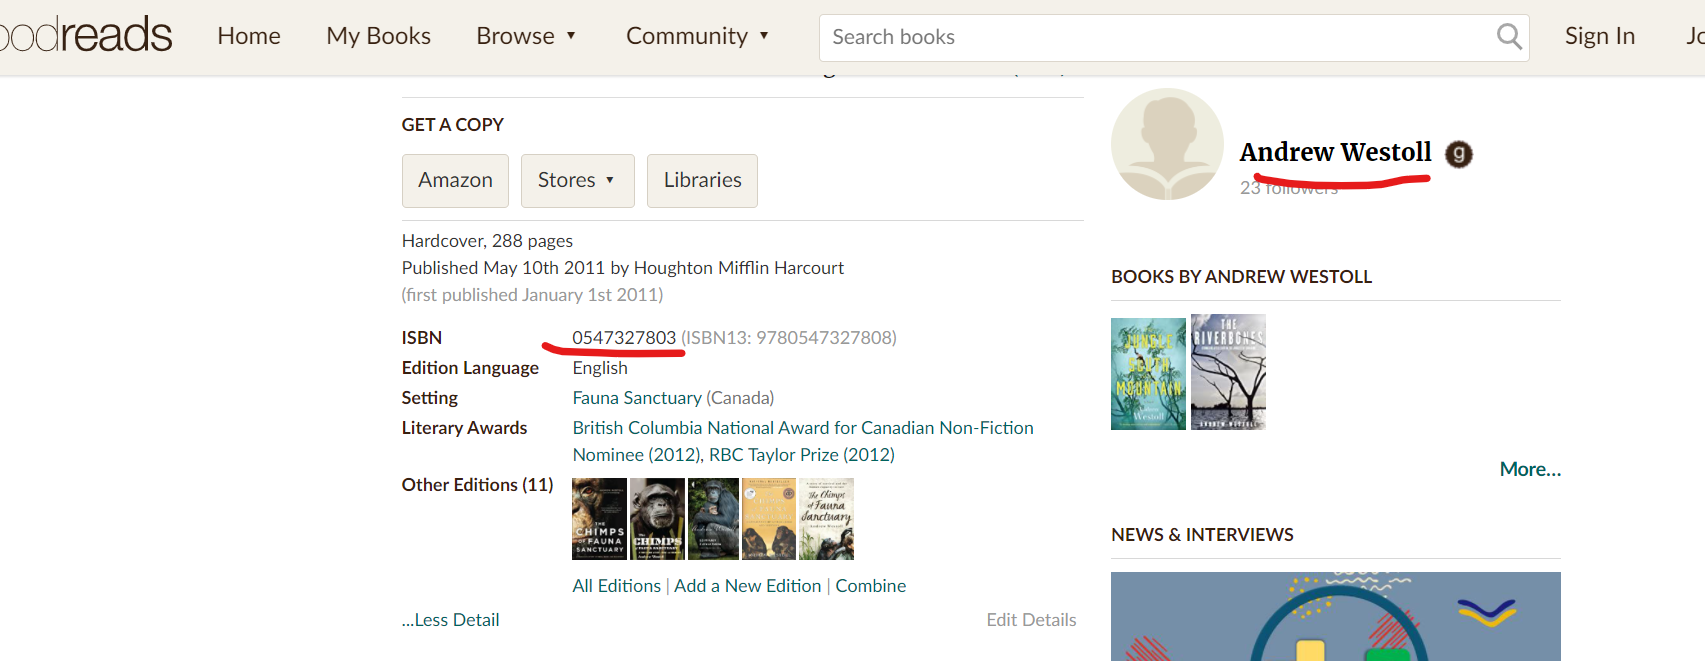 oodreads
Home
My Books
Browse ▼
Community ▼
Search books
Sign In
GET A COPY
Amazon
Stores ▼
Libraries
Hardcover, 288 pages
Published May 10th 2011 by Houghton Mifflin Harcourt
(first published January 1st 2011)
ISBN 0547327803 (ISBN13: 9780547327808)
Edition Language English
Setting Fauna Sanctuary (Canada)
Literary Awards British Columbia National Award for Canadian Non-Fiction
Nominee (2012), RBC Taylor Prize (2012)
Other Editions (11)
THE
CHIMPS
OF FAUNA
SANCTUARY
CHIMPS
The Chimps
of Fauna
Sanctuary
All Editions | Add a New Edition | Combine
...Less Detail
Edit Details
Andrew Westoll g
23 followers
BOOKS BY ANDREW WESTOLL
JUNGLE
SOUTH
MOUNTAIN
Westoll
THE
RIVERBONES
ANDREW WESTOLL
More...
NEWS & INTERVIEWS